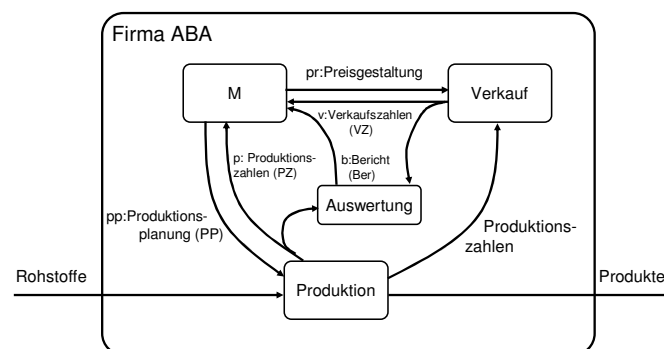 Firma ABA
pr:Preisgestaltung
M
Verkauf
v:Verkaufszahlen
(VZ)
p: Produktions-
zahlen (PZ)
b:Bericht
(Ber)
Auswertung
pp:Produktions-
planung (PP)
Produktions-
zahlen
Rohstoffe
Produktion
Produkte